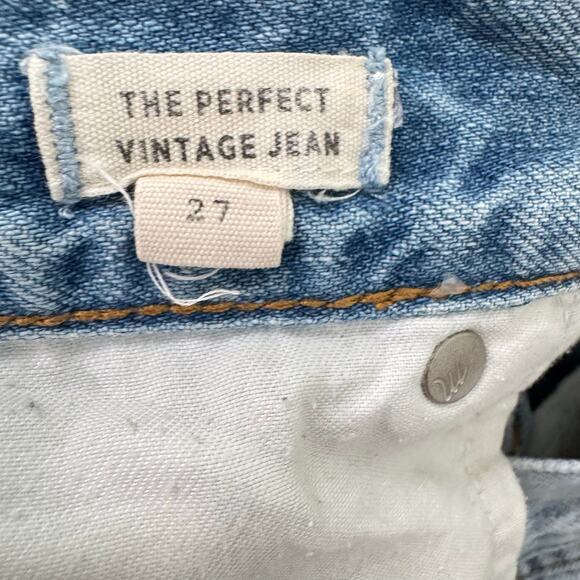 THE PERFECT
VINTAGE JEAN
27